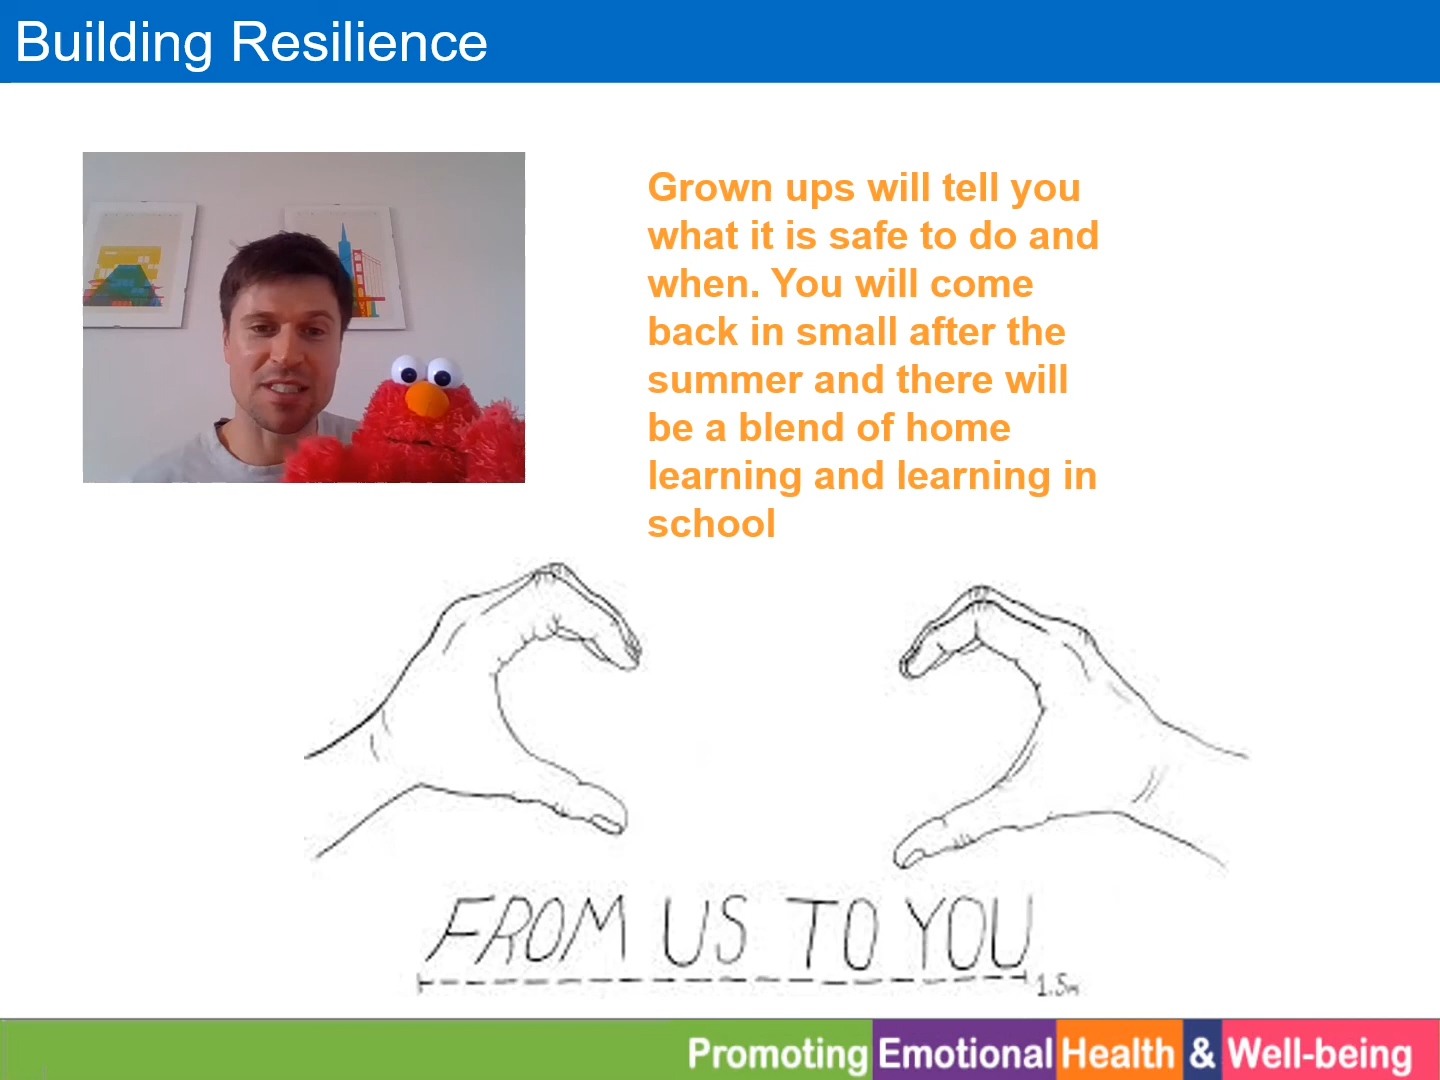 Building Resilience
Grown ups will tell you
what it is safe to do and
when. You will come
back in small after the
summer and there will
be a blend of home
learning and learning in
school
FROM US TO YOU
1.5m
Promoting Emotional Health & Well-being